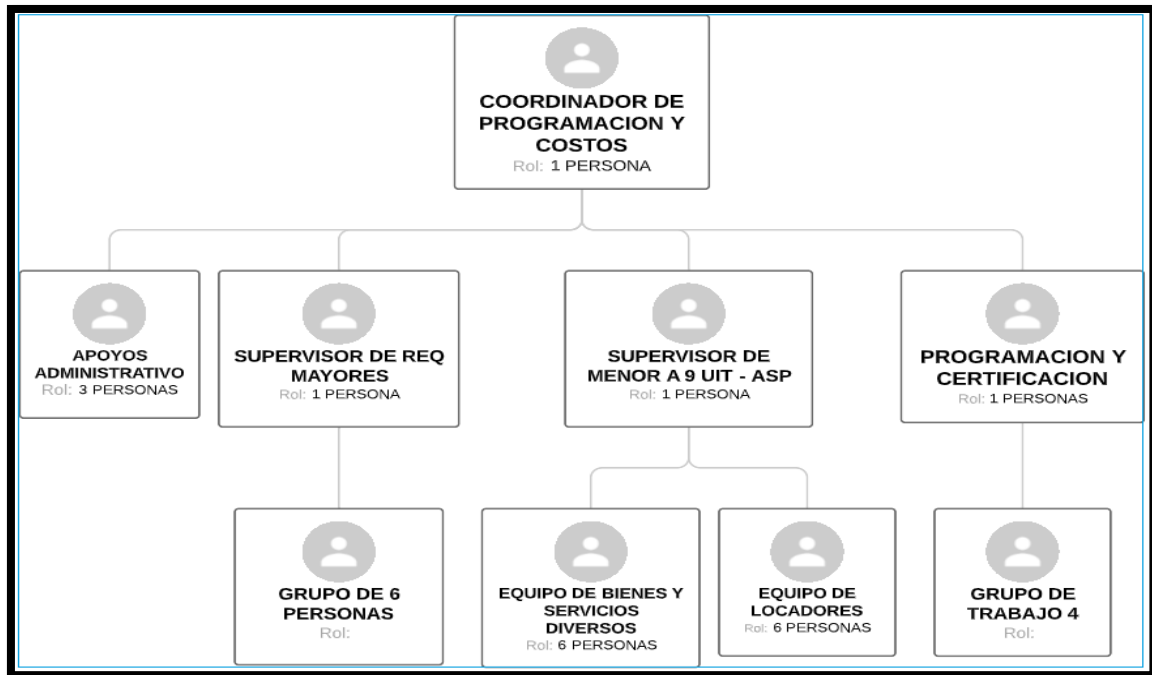 COORDINADOR DE
PROGRAMACION Y
COSTOS
Rol: 1 PERSONA
APOYOS
ADMINISTRATIVO
Rol: 3 PERSONAS
SUPERVISOR DE REQ
MAYORES
Rol: 1 PERSONA
SUPERVISOR DE
MENOR A 9 UIT - ASP
Rol: 1 PERSONA
PROGRAMACION Y
CERTIFICACION
Rol: 1 PERSONAS
GRUPO DE 6
PERSONAS
Rol:
EQUIPO DE BIENES Y
SERVICIOS
DIVERSOS
Rol: 6 PERSONAS
EQUIPO DE
LOCADORES
Rol: 6 PERSONAS
GRUPO DE
TRABAJO 4
Rol: